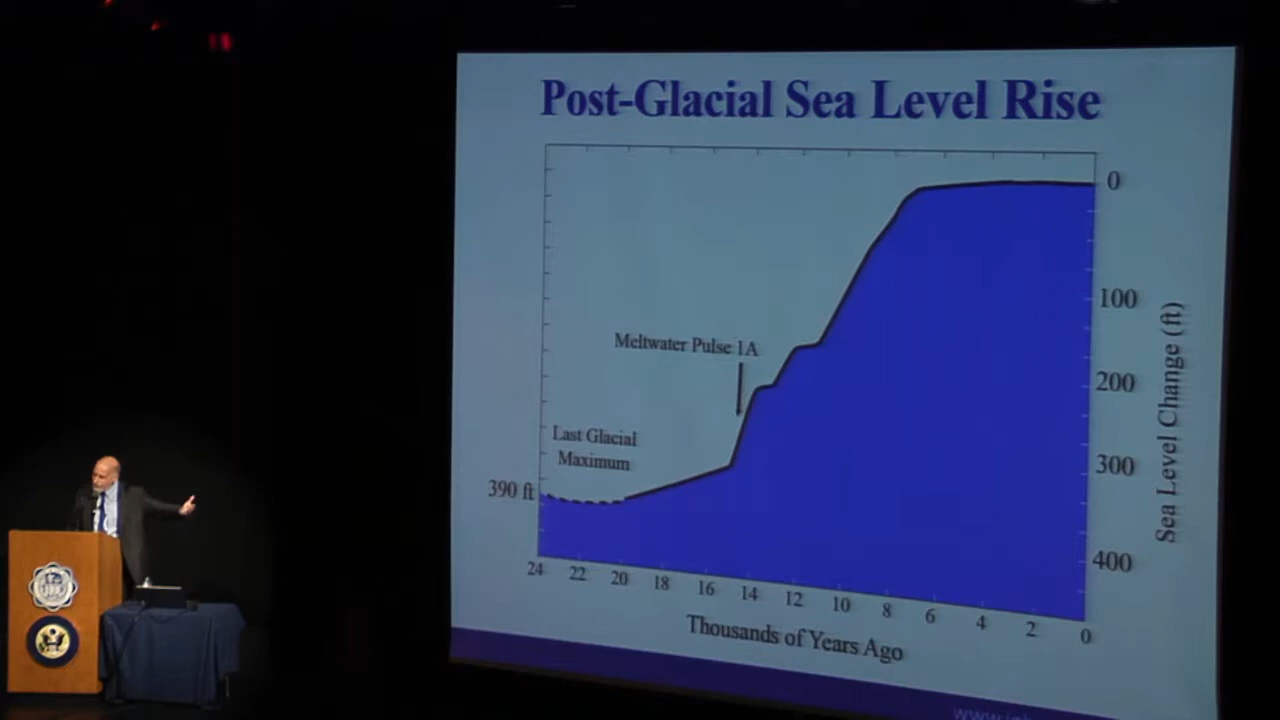 Post-Glacial Sea Level Rise
0
100
200
300
400
Sea Level Change (ft)
Meltwater Pulse 1A
Last Glacial
Maximum
390 ft
24 22 20 18 16 14 12 10 8 6 4 2 0
Thousands of Years Ago